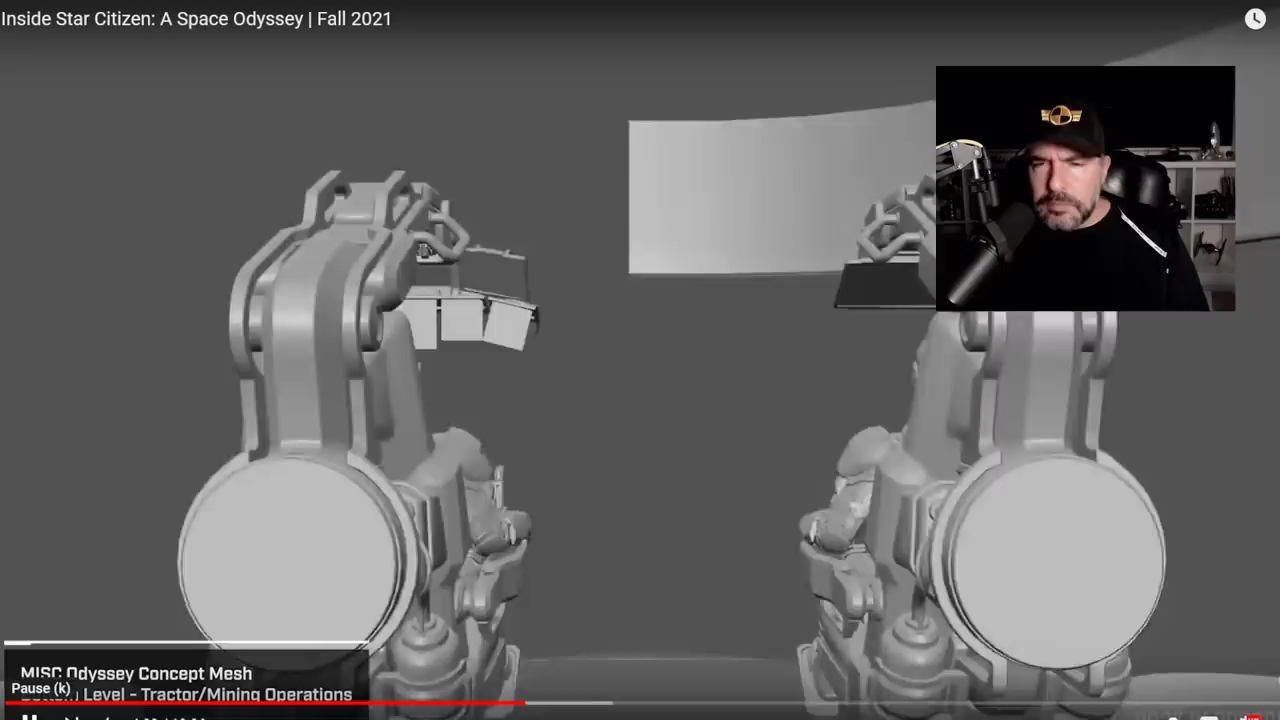 Inside Star Citizen: A Space Odyssey | Fall 2021
MISC Odyssey Concept Mesh
Pause (k)
Level - Tractor/Mining Operations